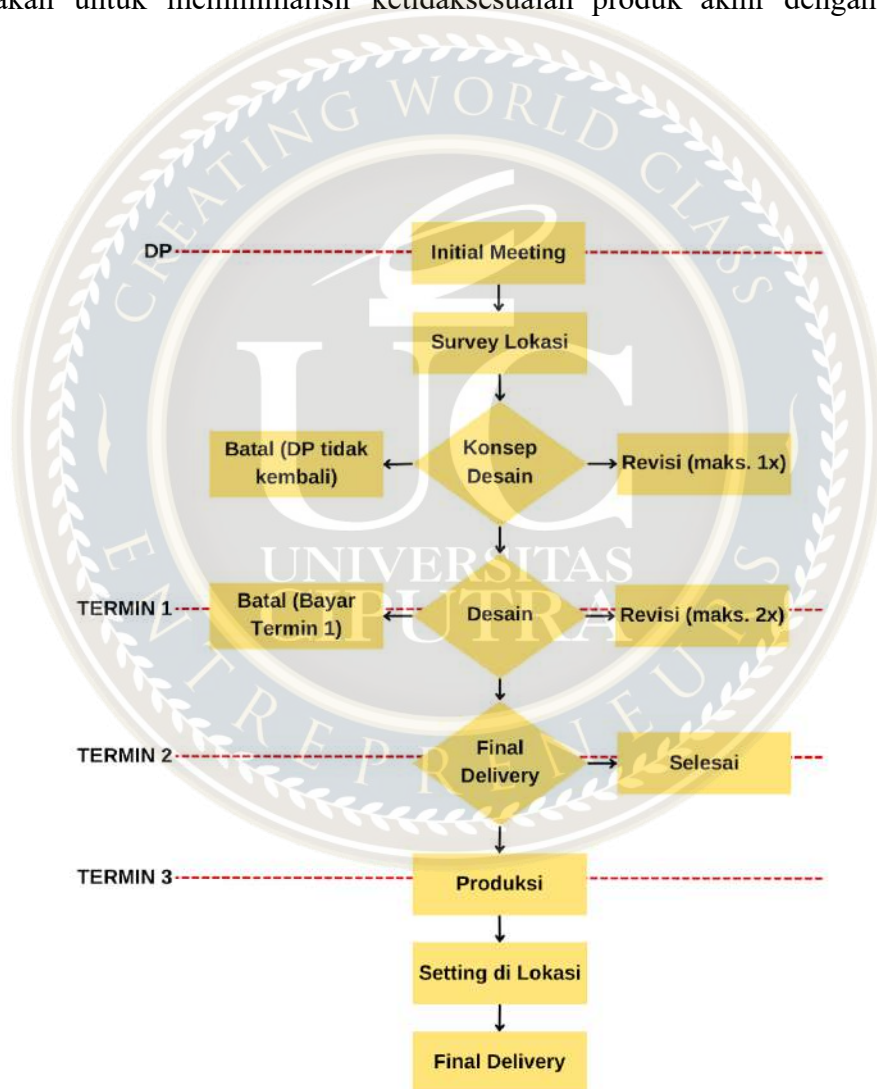 untuk meminimalisir ketidaksesuaian produk akhir dengan
CREATING WORLD CLASS
DP
Initial Meeting
Survey Lokasi
Batal (DP tidak
kembali)
Konsep
Desain
Revisi (maks. 1x)
UC
UNIVERSITAS
CIPUTRA
TERMIN 1
Batal (Bayar
Termin 1)
Desain
Revisi (maks. 2x)
ENTREPRENEURS
TERMIN 2
Final
Delivery
Selesai
TERMIN 3
Produksi
Setting di Lokasi
Final Delivery